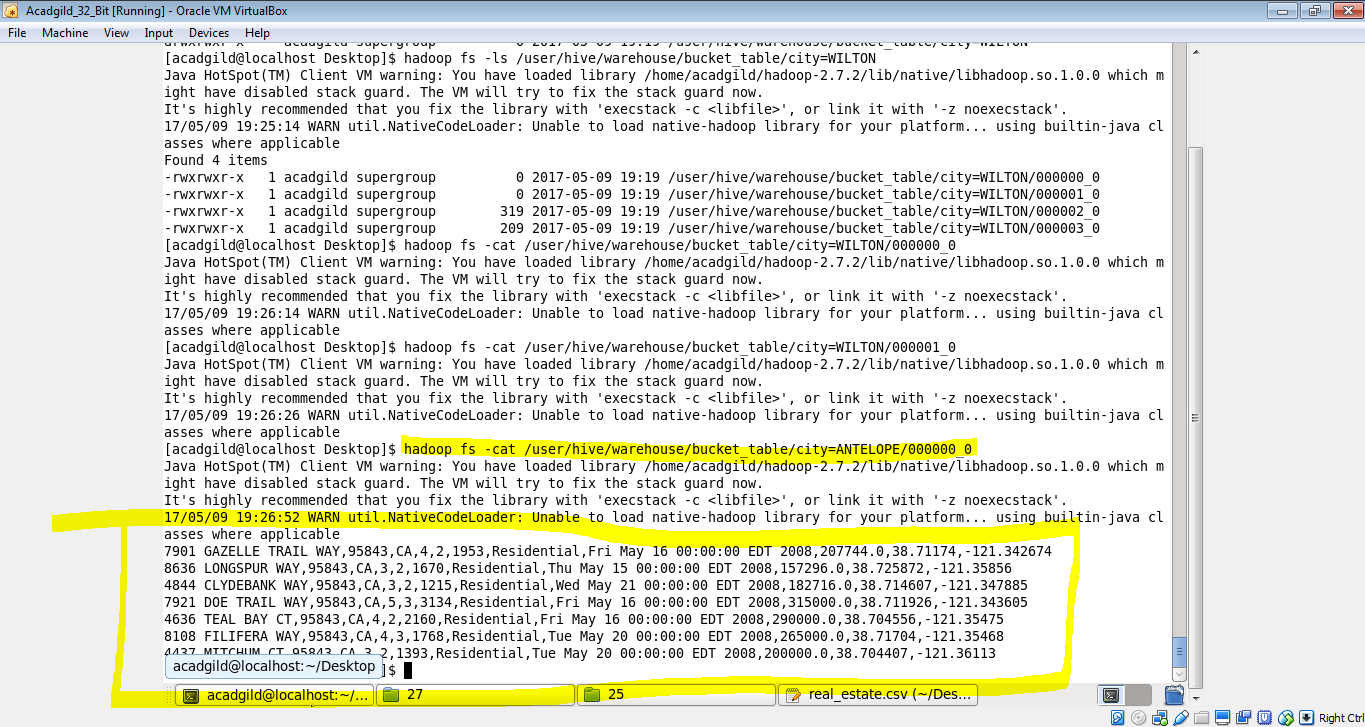 Acadgild_32_Bit [Running] - Oracle VM VirtualBox
File Machine View Input Devices Help
drwxrwxr-x - acadgild supergroup 0 2017-05-09 19:19 /user/hive/warehouse/bucket_table/city=WILTON
[acadgild@localhost Desktop]$ hadoop fs -ls /user/hive/warehouse/bucket_table/city=WILTON
Java HotSpot(TM) Client VM warning: You have loaded library /home/acadgild/hadoop-2.7.2/lib/native/libhadoop.so.1.0.0 which m
ight have disabled stack guard. The VM will try to fix the stack guard now.
It's highly recommended that you fix the library with 'execstack -c <libfile>', or link it with '-z noexecstack'.
17/05/09 19:25:14 WARN util.NativeCodeLoader: Unable to load native-hadoop library for your platform... using builtin-java cl
asses where applicable
Found 4 items
-rwxrwxr-x 1 acadgild supergroup 0 2017-05-09 19:19 /user/hive/warehouse/bucket_table/city=WILTON/000000_0
-rwxrwxr-x 1 acadgild supergroup 0 2017-05-09 19:19 /user/hive/warehouse/bucket_table/city=WILTON/000001_0
-rwxrwxr-x 1 acadgild supergroup 319 2017-05-09 19:19 /user/hive/warehouse/bucket_table/city=WILTON/000002_0
-rwxrwxr-x 1 acadgild supergroup 209 2017-05-09 19:19 /user/hive/warehouse/bucket_table/city=WILTON/000003_0
[acadgild@localhost Desktop]$ hadoop fs -cat /user/hive/warehouse/bucket_table/city=WILTON/000000_0
Java HotSpot(TM) Client VM warning: You have loaded library /home/acadgild/hadoop-2.7.2/lib/native/libhadoop.so.1.0.0 which m
ight have disabled stack guard. The VM will try to fix the stack guard now.
It's highly recommended that you fix the library with 'execstack -c <libfile>', or link it with '-z noexecstack'.
17/05/09 19:26:14 WARN util.NativeCodeLoader: Unable to load native-hadoop library for your platform... using builtin-java cl
asses where applicable
[acadgild@localhost Desktop]$ hadoop fs -cat /user/hive/warehouse/bucket_table/city=WILTON/000001_0
Java HotSpot(TM) Client VM warning: You have loaded library /home/acadgild/hadoop-2.7.2/lib/native/libhadoop.so.1.0.0 which m
ight have disabled stack guard. The VM will try to fix the stack guard now.
It's highly recommended that you fix the library with 'execstack -c <libfile>', or link it with '-z noexecstack'.
17/05/09 19:26:26 WARN util.NativeCodeLoader: Unable to load native-hadoop library for your platform... using builtin-java cl
asses where applicable
[acadgild@localhost Desktop]$ hadoop fs -cat /user/hive/warehouse/bucket_table/city=ANTELOPE/000000_0
Java HotSpot(TM) Client VM warning: You have loaded library /home/acadgild/hadoop-2.7.2/lib/native/libhadoop.so.1.0.0 which m
ight have disabled stack guard. The VM will try to fix the stack guard now.
It's highly recommended that you fix the library with 'execstack -c <libfile>', or link it with '-z noexecstack'.
17/05/09 19:26:52 WARN util.NativeCodeLoader: Unable to load native-hadoop library for your platform... using builtin-java cl
asses where applicable
7901 GAZELLE TRAIL WAY,95843,CA,4,2,1953,Residential,Fri May 16 00:00:00 EDT 2008,207744.0,38.71174,-121.342674
8636 LONGSPUR WAY,95843,CA,3,2,1670,Residential,Thu May 15 00:00:00 EDT 2008,157296.0,38.725872,-121.35856
4844 CLYDEBANK WAY,95843,CA,3,2,1215,Residential,Wed May 21 00:00:00 EDT 2008,182716.0,38.714607,-121.347885
7921 DOE TRAIL WAY,95843,CA,5,3,3134,Residential,Fri May 16 00:00:00 EDT 2008,315000.0,38.711926,-121.343605
4636 TEAL BAY CT,95843,CA,4,2,2160,Residential,Fri May 16 00:00:00 EDT 2008,290000.0,38.704556,-121.35475
8108 FILIFERA WAY,95843,CA,4,3,1768,Residential,Tue May 20 00:00:00 EDT 2008,265000.0,38.71704,-121.35468
4437 MITCHUM CT,95843,CA,3,2,1393,Residential,Tue May 20 00:00:00 EDT 2008,200000.0,38.704407,-121.36113
acadgild@localhost:~/Desktop ]$
acadgild@localhost:~/... 27 25 real_estate.csv (~/Des...
Right Ctrl